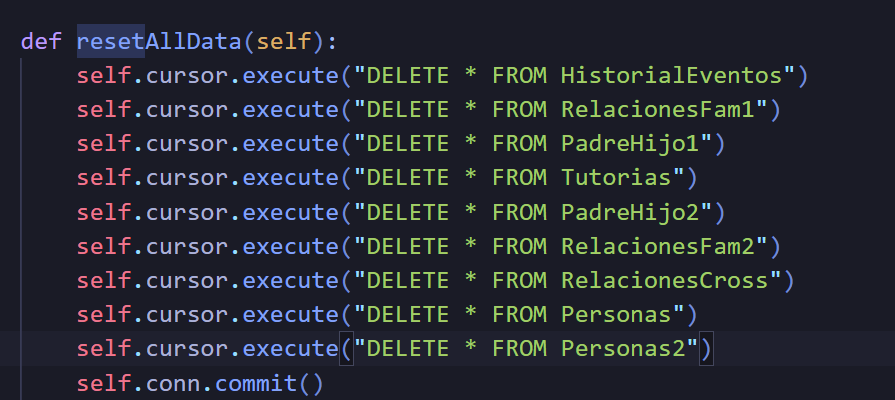 def resetAllData(self):
self.cursor.execute("DELETE * FROM HistorialEventos")
self.cursor.execute("DELETE * FROM RelacionesFam1")
self.cursor.execute("DELETE * FROM PadreHijo1")
self.cursor.execute("DELETE * FROM Tutorias")
self.cursor.execute("DELETE * FROM PadreHijo2")
self.cursor.execute("DELETE * FROM RelacionesFam2")
self.cursor.execute("DELETE * FROM RelacionesCross")
self.cursor.execute("DELETE * FROM Personas")
self.cursor.execute("DELETE * FROM Personas2")
self.conn.commit()